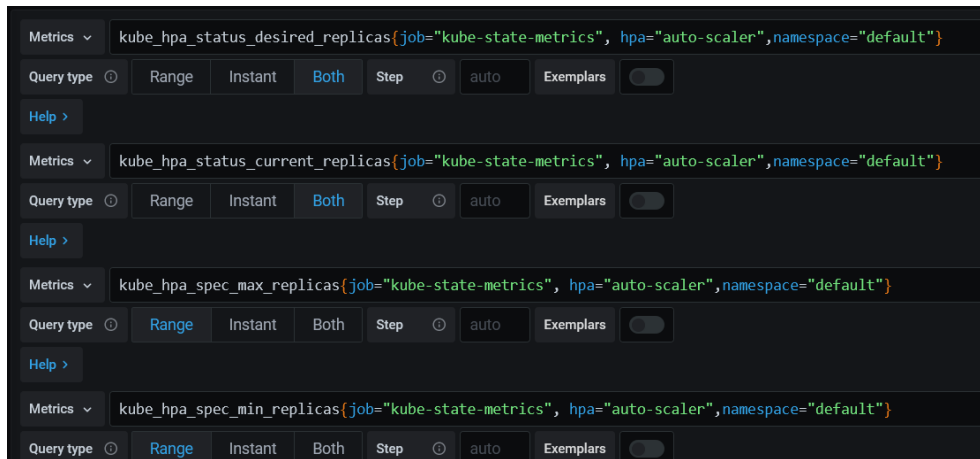 Metrics kube_hpa_status_desired_replicas{job="kube-state-metrics", hpa="auto-scaler",namespace="default"}
Query type Range Instant Both Step auto Exemplars
Help >
Metrics kube_hpa_status_current_replicas{job="kube-state-metrics", hpa="auto-scaler",namespace="default"}
Query type Range Instant Both Step auto Exemplars
Help >
Metrics kube_hpa_spec_max_replicas{job="kube-state-metrics", hpa="auto-scaler",namespace="default"}
Query type Range Instant Both Step auto Exemplars
Help >
Metrics kube_hpa_spec_min_replicas{job="kube-state-metrics", hpa="auto-scaler",namespace="default"}
Query type Range Instant Both Step auto Exemplars